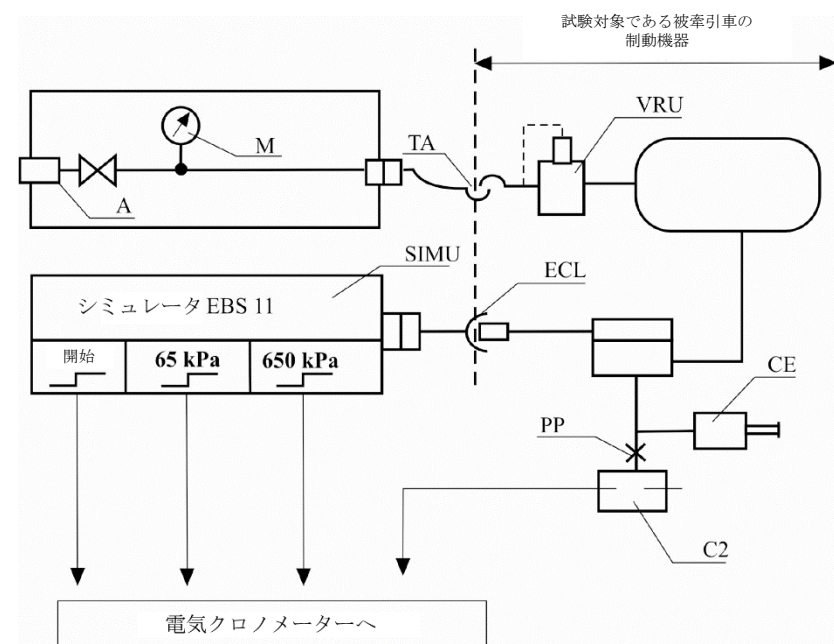 試験対象である被牽引車の
制動機器
VRU
TA
M
A
SIMU
ECL
シミュレータ EBS 11
開始
65 kPa
650 kPa
CE
PP
C2
電気クロノメーターへ